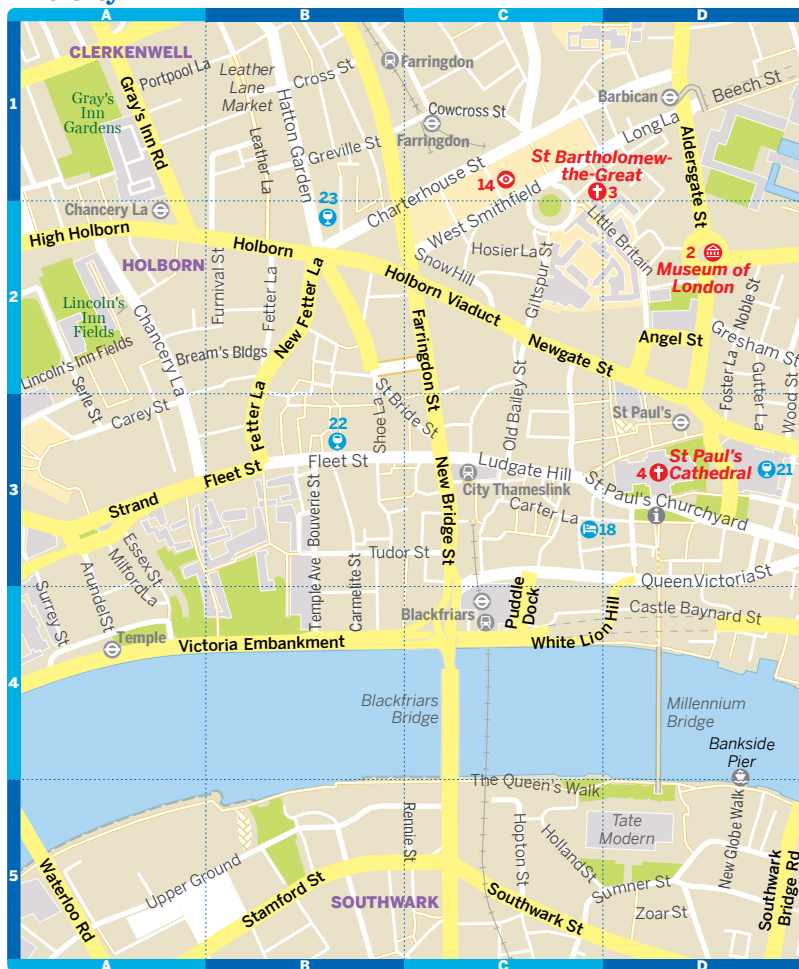 A
B
C
D
CLERKENWELL
Portpool La
Leather
Lane
Market
Cross St
Farringdon
Gray's
Inn
Gardens
Gray's Inn Rd
Hatton Garden
Leather La
Greville St
Cowcross St
Farringdon
Barbican
Beech St
Long La
Aldersgate St
1
St Bartholomew-
the-Great
3
14
Charterhouse St
West Smithfield
23
Chancery La
High Holborn
Holborn
HOLBORN
Hosier La
Snow Hill
Giltspur St
Little Britain
2
Museum of
London
2
Lincoln's
Inn
Fields
Chancery La
Furnival St
Fetter La
New Fetter La
Holborn Viaduct
Farringdon St
Newgate St
Angel St
Noble St
Gresham St
Foster La
Gutter La
Wood St
Lincoln's Inn Fields
Serle St
Bream's Bldgs
Carey St
Fetter La
St Bride St
Shoe La
Old Bailey St
St Paul's
22
Fleet St
Fleet St
Ludgate Hill
City Thameslink
St Paul's
4 Cathedral
21
St Paul's Churchyard
3
Strand
Bouverie St
New Bridge St
Carter La
18
Essex St
Milford La
Arundel St
Surrey St
Temple Ave
Carmelite St
Tudor St
Queen Victoria St
Puddle
Dock
Castle Baynard St
Blackfriars
White Lion Hill
Temple
Victoria Embankment
4
Blackfriars
Bridge
Millennium
Bridge
Bankside
Pier
The Queen's Walk
Rennie St
Hopton St
Holland St
Tate
Modern
New Globe Walk
Sumner St
Zoar St
Southwark
Bridge Rd
5
Waterloo Rd
Upper Ground
Stamford St
SOUTHWARK
Southwark St
A
B
C
D